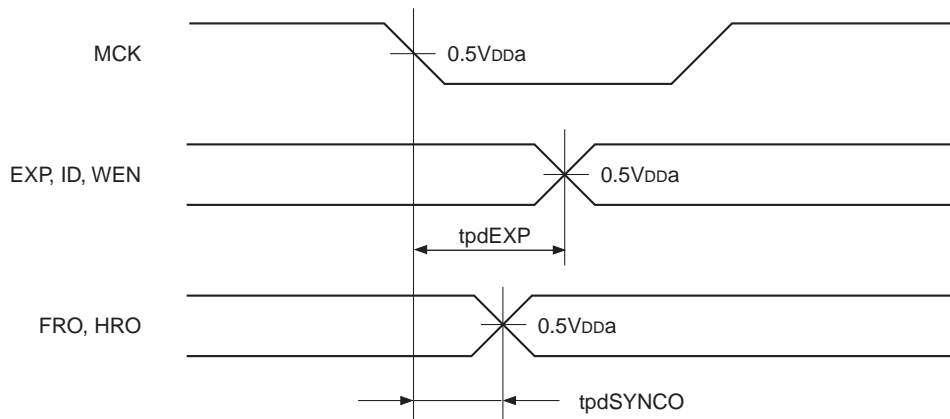 MCK
0.5VDDa
EXP, ID, WEN
0.5VDDa
tpdEXP
FRO, HRO
0.5VDDa
tpdSYNCO